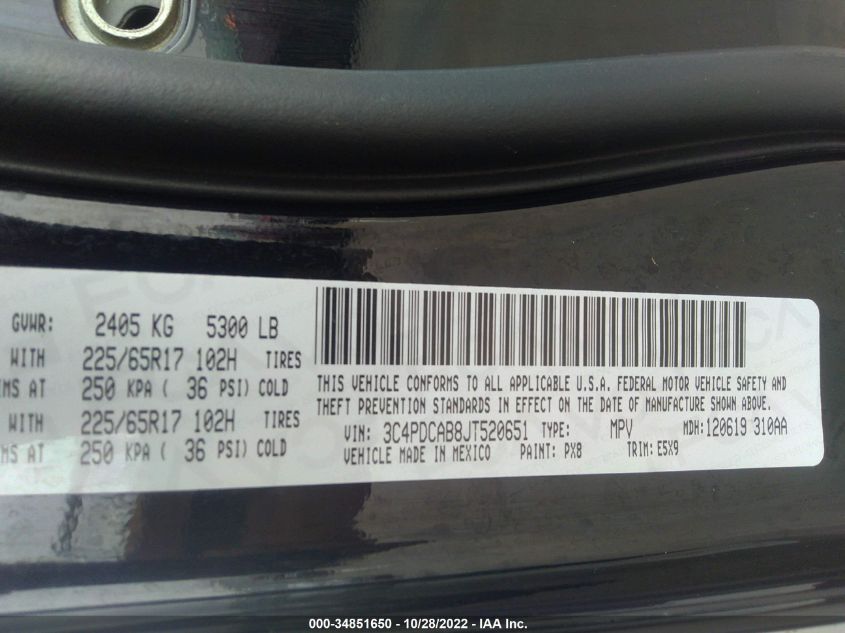 GVWR: 2405 KG 5300 LB
WITH 225/65R17 102H TIRES
MS AT 250 KPA ( 36 PSI) COLD
WITH 225/65R17 102H TIRES
MS AT 250 KPA ( 36 PSI) COLD
THIS VEHICLE CONFORMS TO ALL APPLICABLE U.S.A. FEDERAL MOTOR VEHICLE SAFETY AND
THEFT PREVENTION STANDARDS IN EFFECT ON THE DATE OF MANUFACTURE SHOWN ABOVE.
VIN: 3C4PDCAB8JT520651 TYPE: MPV MDH: 120619 310AA
VEHICLE MADE IN MEXICO PAINT: PX8 TRIM: E5X9
000-34851650 - 10/28/2022 - IAA Inc.